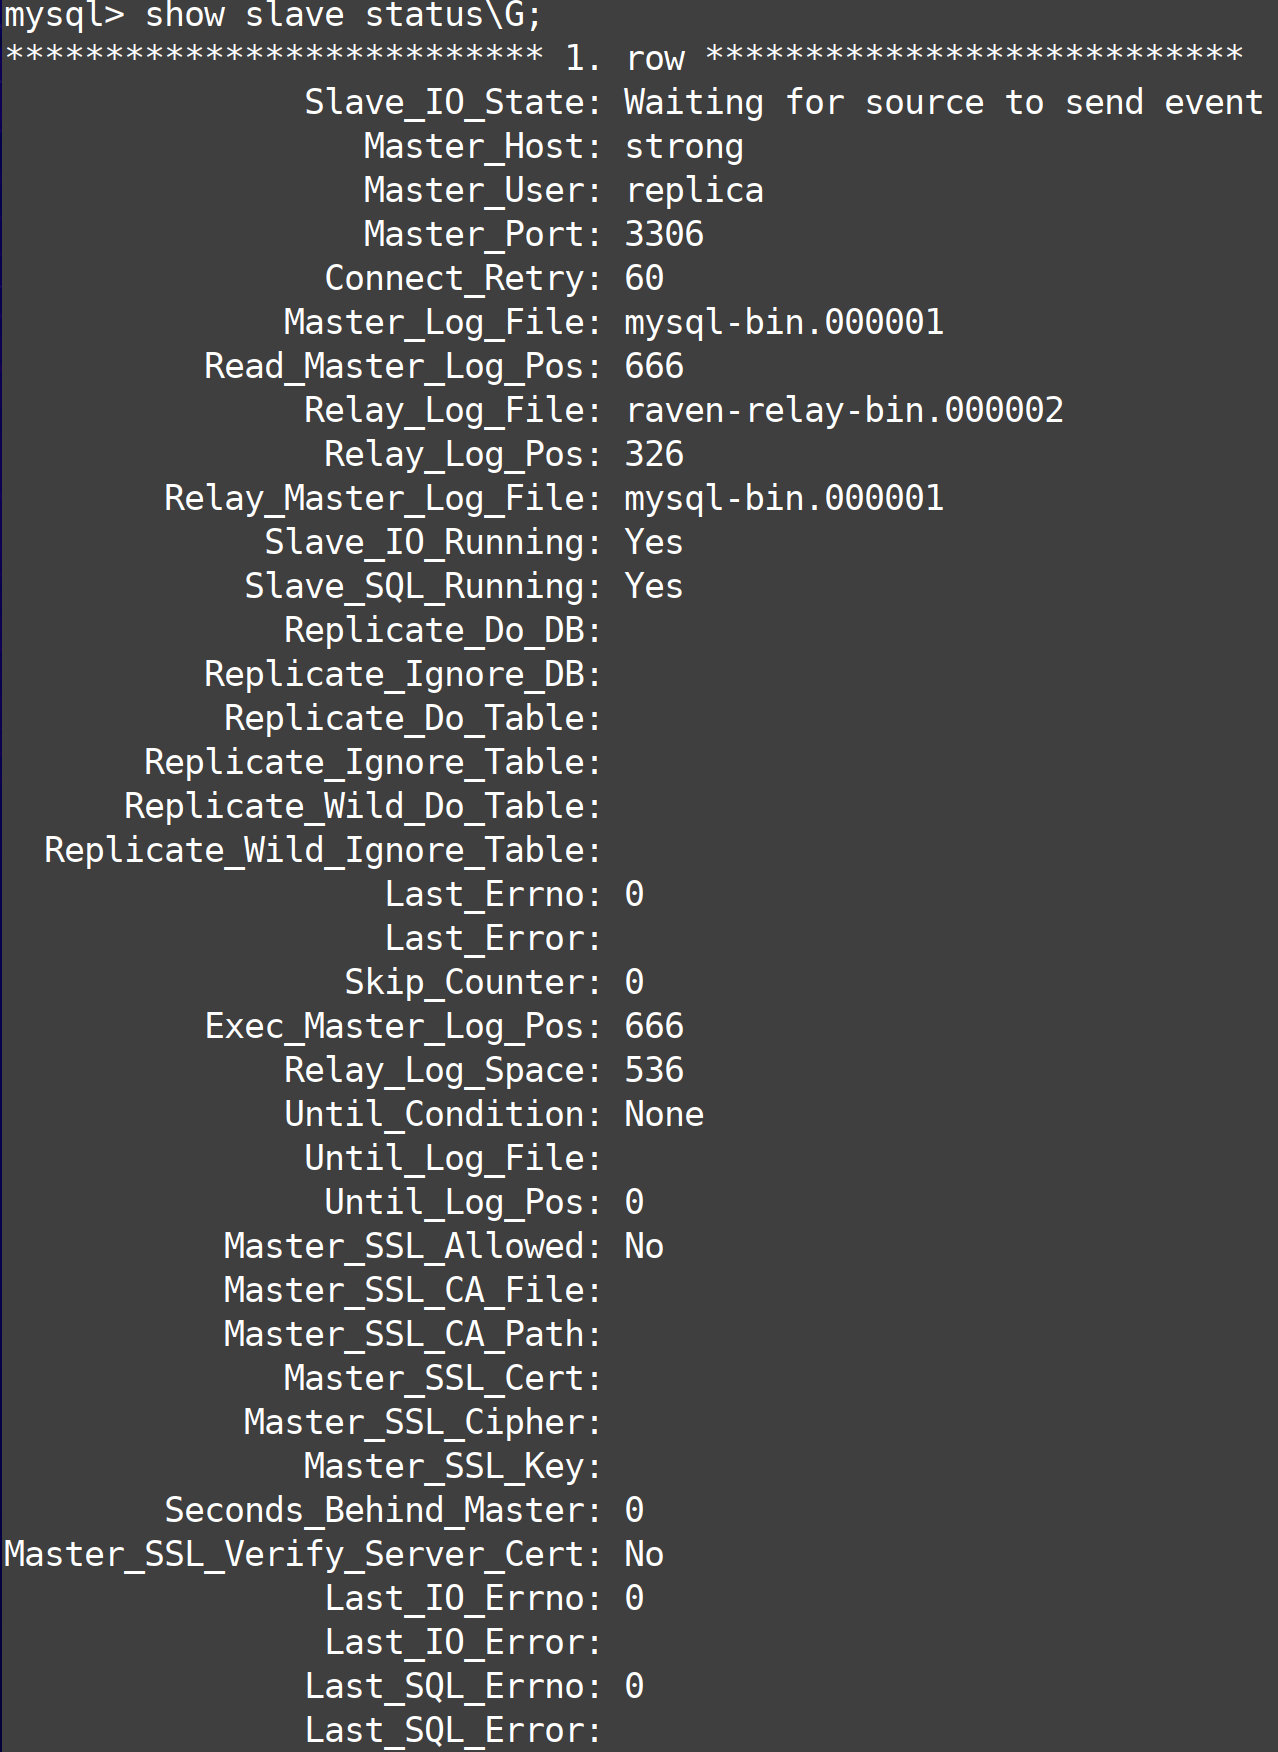 mysql> show slave status\G;
*************************** 1. row ***************************
Slave_IO_State: Waiting for source to send event
Master_Host: strong
Master_User: replica
Master_Port: 3306
Connect_Retry: 60
Master_Log_File: mysql-bin.000001
Read_Master_Log_Pos: 666
Relay_Log_File: raven-relay-bin.000002
Relay_Log_Pos: 326
Relay_Master_Log_File: mysql-bin.000001
Slave_IO_Running: Yes
Slave_SQL_Running: Yes
Replicate_Do_DB:
Replicate_Ignore_DB:
Replicate_Do_Table:
Replicate_Ignore_Table:
Replicate_Wild_Do_Table:
Replicate_Wild_Ignore_Table:
Last_Errno: 0
Last_Error:
Skip_Counter: 0
Exec_Master_Log_Pos: 666
Relay_Log_Space: 536
Until_Condition: None
Until_Log_File:
Until_Log_Pos: 0
Master_SSL_Allowed: No
Master_SSL_CA_File:
Master_SSL_CA_Path:
Master_SSL_Cert:
Master_SSL_Cipher:
Master_SSL_Key:
Seconds_Behind_Master: 0
Master_SSL_Verify_Server_Cert: No
Last_IO_Errno: 0
Last_IO_Error:
Last_SQL_Errno: 0
Last_SQL_Error: